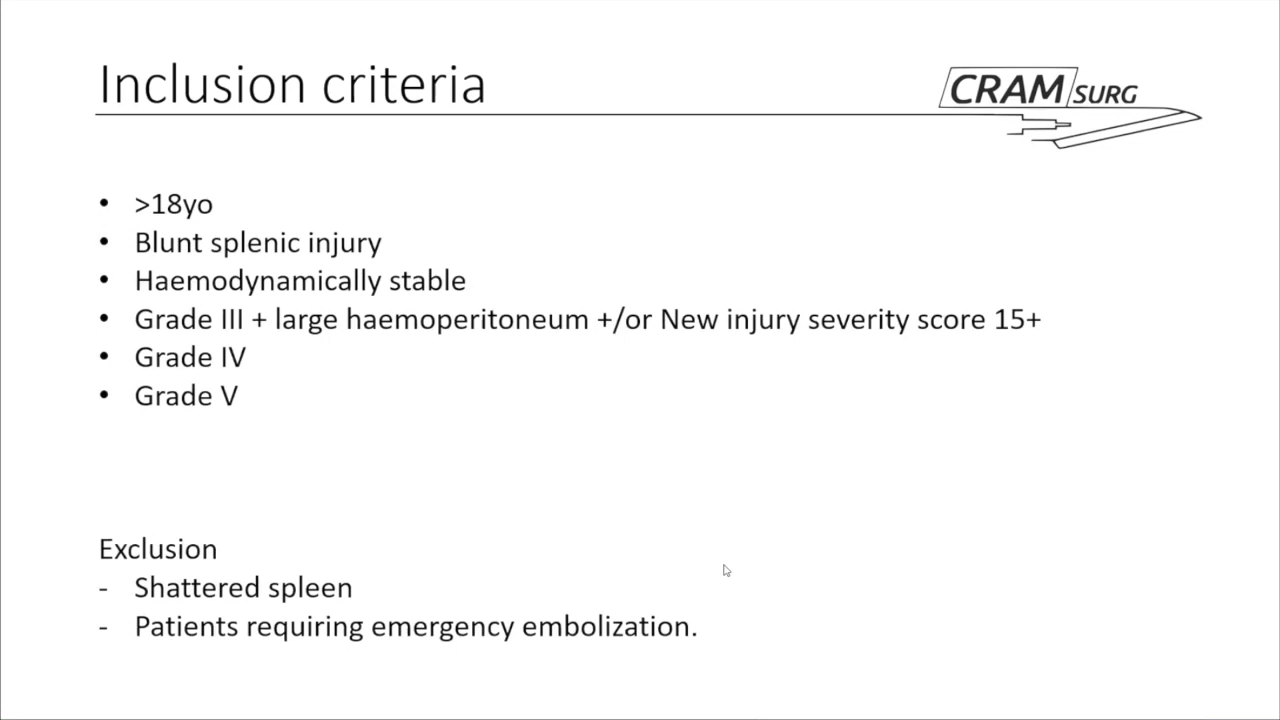 Inclusion criteria
CRAM SURG
• >18yo
• Blunt splenic injury
• Haemodynamically stable
• Grade III + large haemoperitoneum +/or New injury severity score 15+
• Grade IV
• Grade V
Exclusion
- Shattered spleen
- Patients requiring emergency embolization.